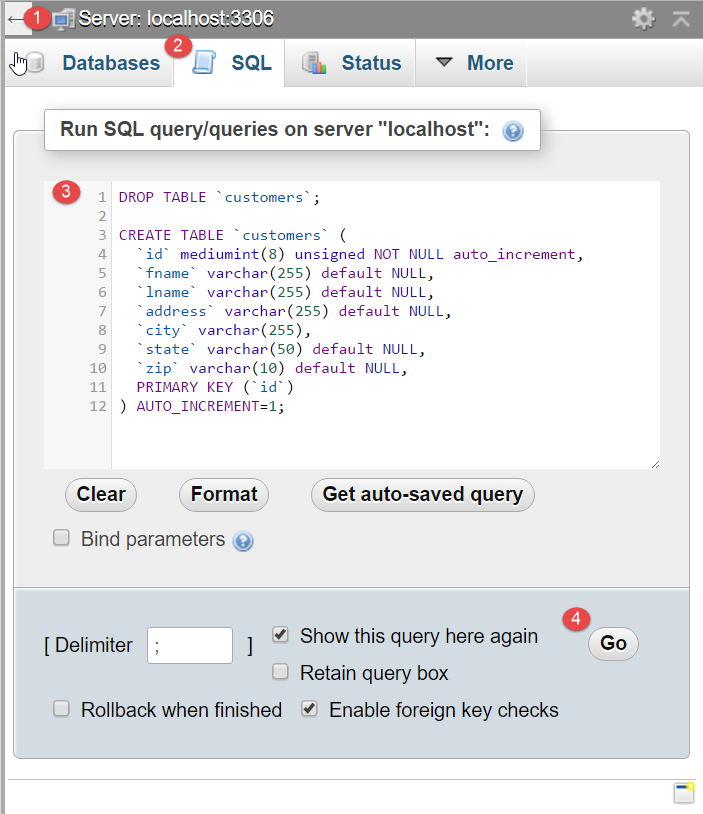 ← 1 Server: localhost:3306
2
Databases SQL Status More
Run SQL query/queries on server "localhost":
3
1 DROP TABLE `customers`;
2
3 CREATE TABLE `customers` (
4 `id` mediumint(8) unsigned NOT NULL auto_increment,
5 `fname` varchar(255) default NULL,
6 `lname` varchar(255) default NULL,
7 `address` varchar(255) default NULL,
8 `city` varchar(255),
9 `state` varchar(50) default NULL,
10 `zip` varchar(10) default NULL,
11 PRIMARY KEY (`id`)
12 ) AUTO_INCREMENT=1;
Clear Format Get auto-saved query
Bind parameters
4
[ Delimiter ; ] Show this query here again Go
Retain query box
Rollback when finished Enable foreign key checks